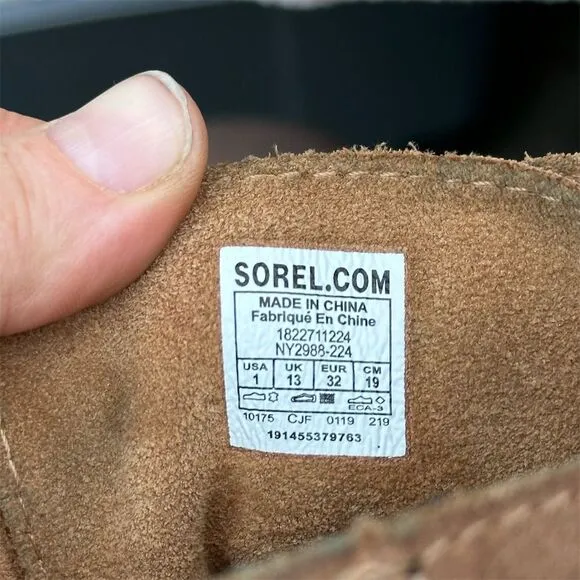 SOREL.COM
MADE IN CHINA
Fabriqué En Chine
1822711224
NY2988-224
USA UK EUR CM
1 13 32 19
ECA-3
10175 CJF 0119 219
191455379763